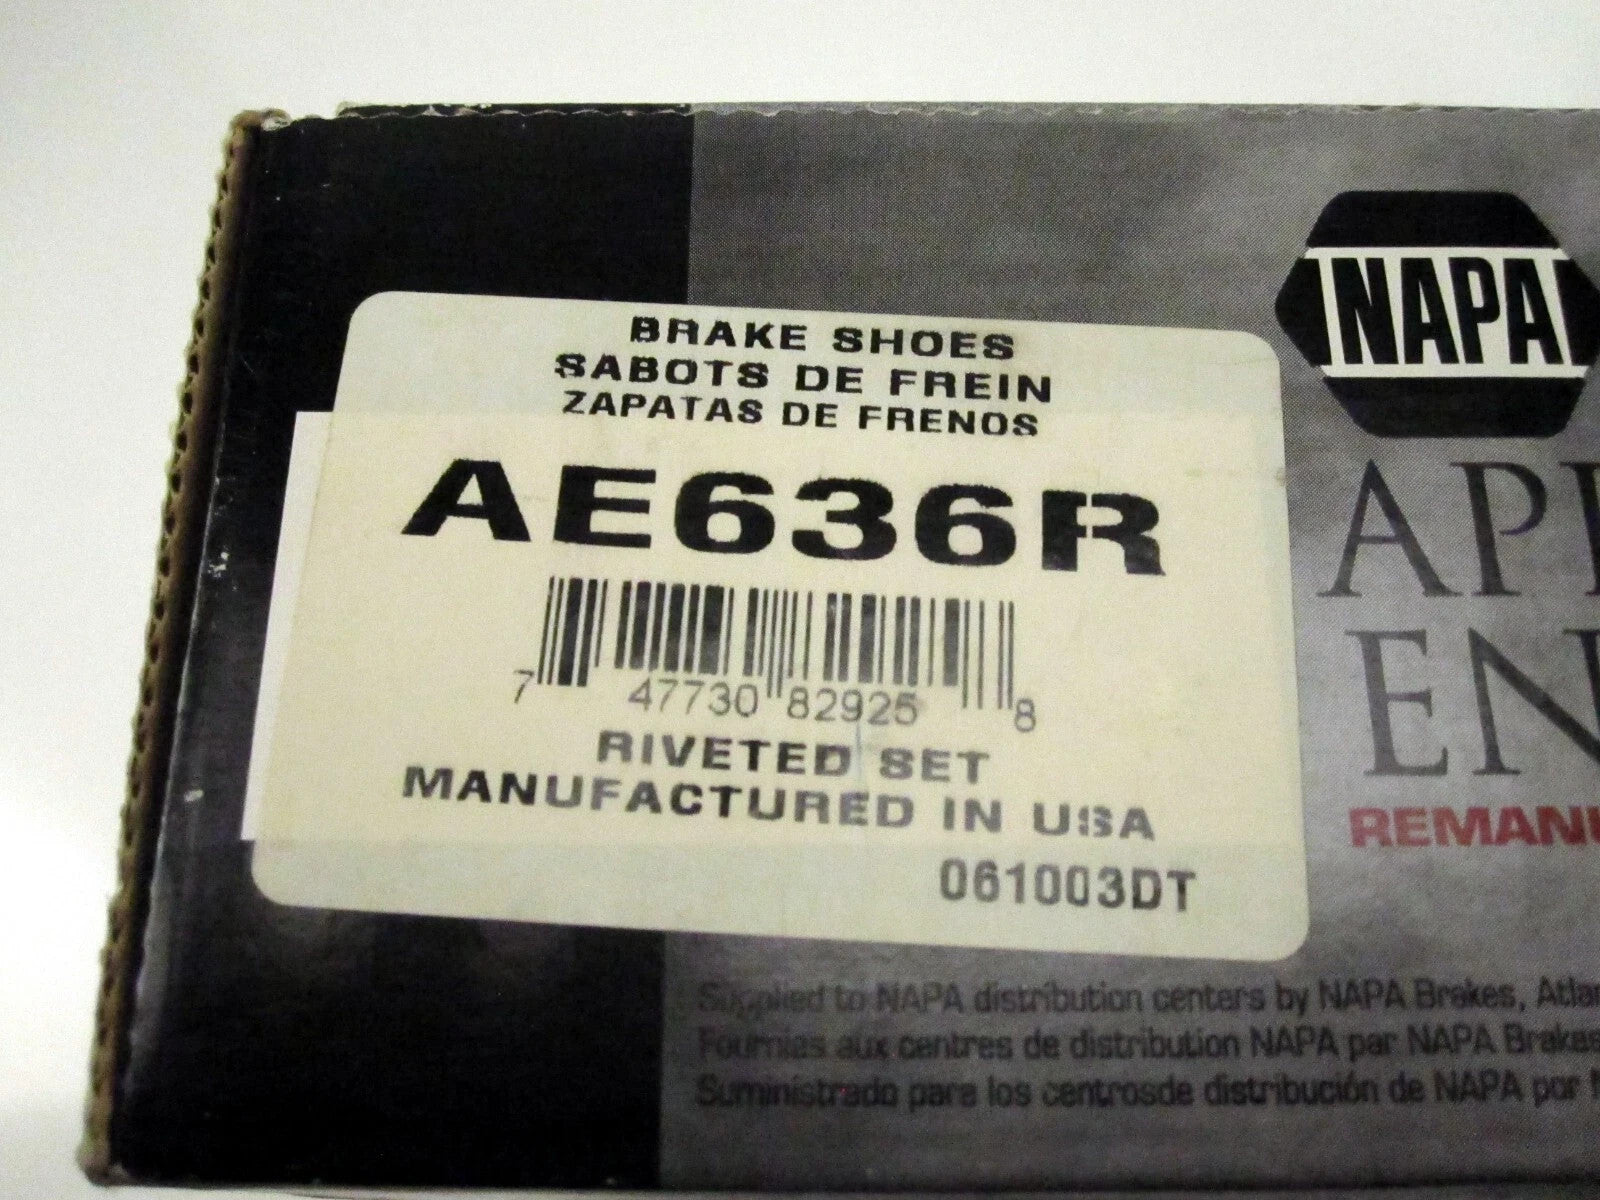 BRAKE SHOES
SABOTS DE FREIN
ZAPATAS DE FRENOS
AE636R
7 47730 82925 8
RIVETED SET
MANUFACTURED IN USA
061003DT
NAPA
Supplied to NAPA distribution centers by NAPA Brakes,
Fournies aux centres de distribution NAPA par NAPA Brakes
Suministrado para los centrosde distribución de NAPA por